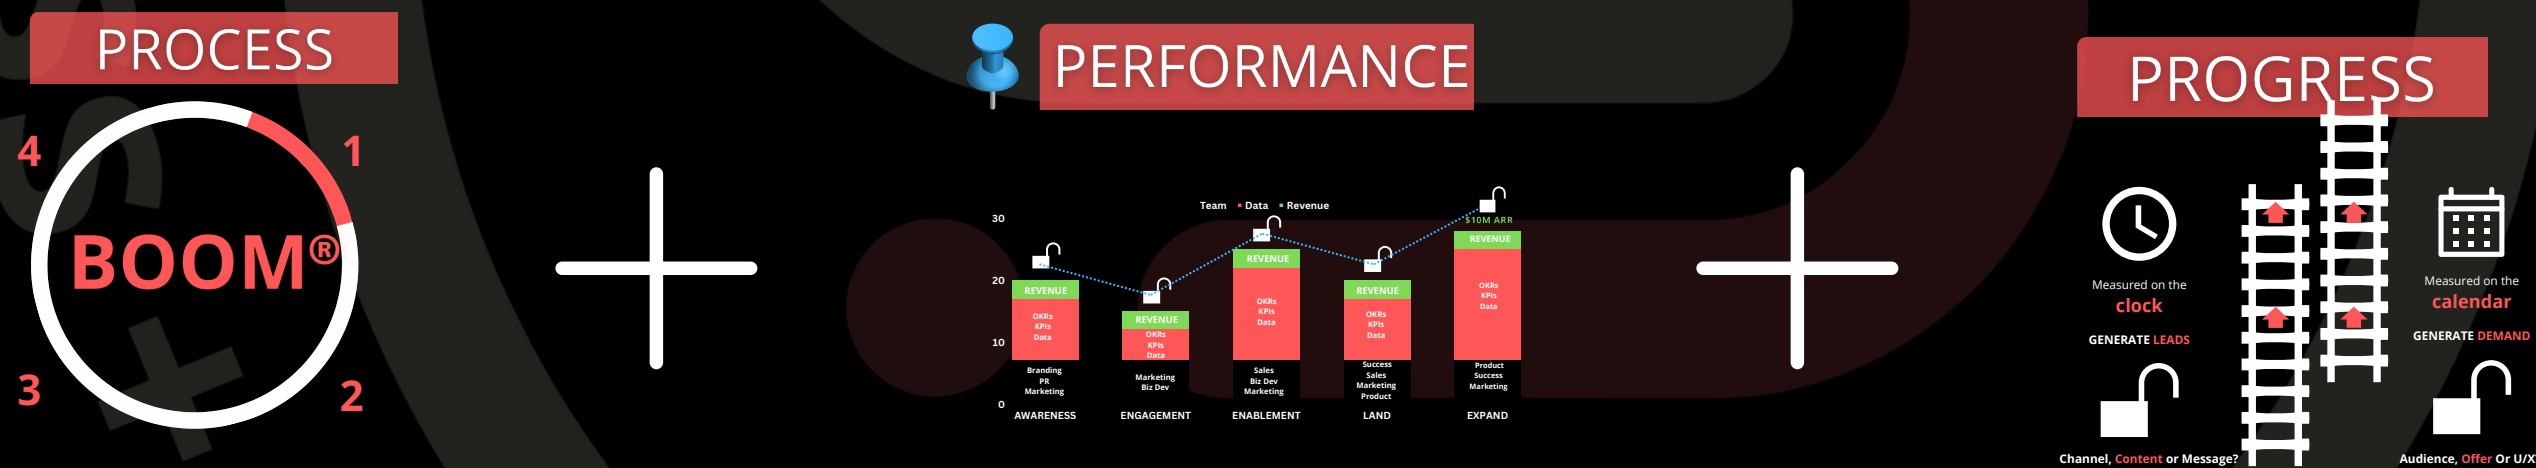 PROCESS
4
1
BOOM®
3
2
PERFORMANCE
Team Data Revenue
30
20
10
0
REVENUE
OKRs
KPIs
Data
Branding
PR
Marketing
AWARENESS
REVENUE
OKRs
KPIs
Data
Marketing
Biz Dev
ENGAGEMENT
REVENUE
OKRs
KPIs
Data
Sales
Biz Dev
Marketing
ENABLEMENT
REVENUE
OKRs
KPIs
Data
Success
Sales
Marketing
Product
LAND
$10M ARR
REVENUE
OKRs
KPIs
Data
Product
Success
Marketing
EXPAND
PROGRESS
Measured on the
clock
GENERATE LEADS
Channel, Content or Message?
Measured on the
calendar
GENERATE DEMAND
Audience, Offer Or U/X